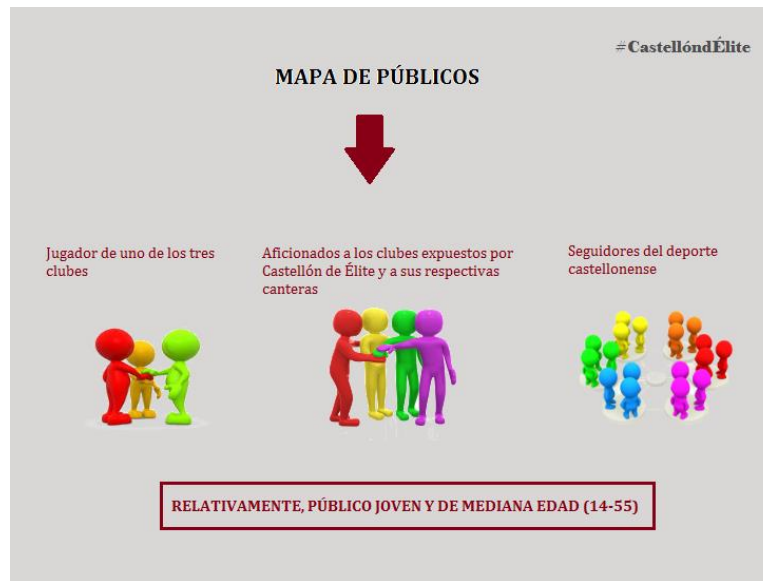 #CastellóndÉlite
MAPA DE PÚBLICOS
Jugador de uno de los tres
clubes
Aficionados a los clubes expuestos por
Castellón de Élite y a sus respectivas
canteras
Seguidores del deporte
castellonense
RELATIVAMENTE, PÚBLICO JOVEN Y DE MEDIANA EDAD (14-55)